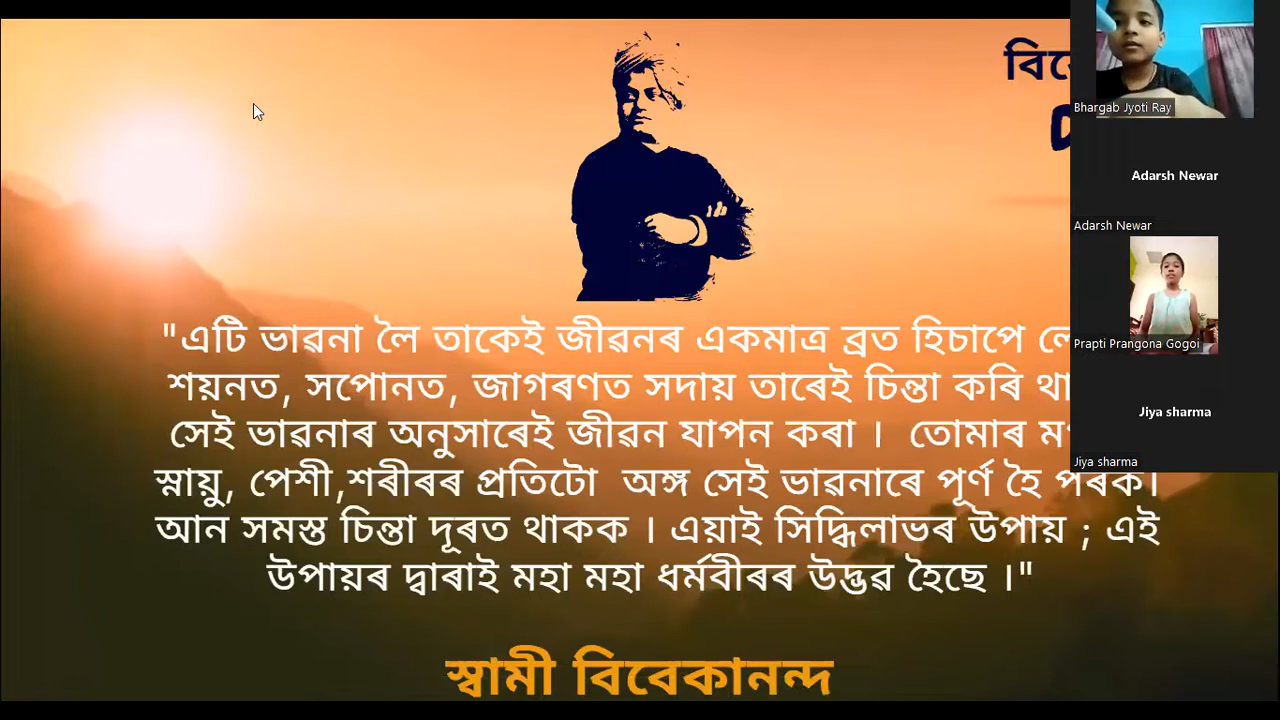 "এটি ভাৱনা লৈ তাকেই জীৱনৰ একমাত্ৰ ব্ৰত হিচাপে
শয়নত, সপোনত, জাগৰণত সদায় তাৰেই চিন্তা কৰি
সেই ভাৱনাৰ অনুসাৰেই জীৱন যাপন কৰা । তোমাৰ
স্নায়ু, পেশী,শৰীৰৰ প্ৰতিটো অঙ্গ সেই ভাৱনাৰে পূৰ্ণ হৈ পৰক।
আন সমস্ত চিন্তা দূৰত থাকক । এয়াই সিদ্ধিলাভৰ উপায় ; এই
উপায়ৰ দ্বাৰাই মহা মহা ধৰ্মবীৰৰ উদ্ভৱ হৈছে ।"
স্বামী বিবেকানন্দ
Bhargab Jyoti Ray
Adarsh Newar
Adarsh Newar
Prapti Prangona Gogoi
Jiya sharma
Jiya sharma